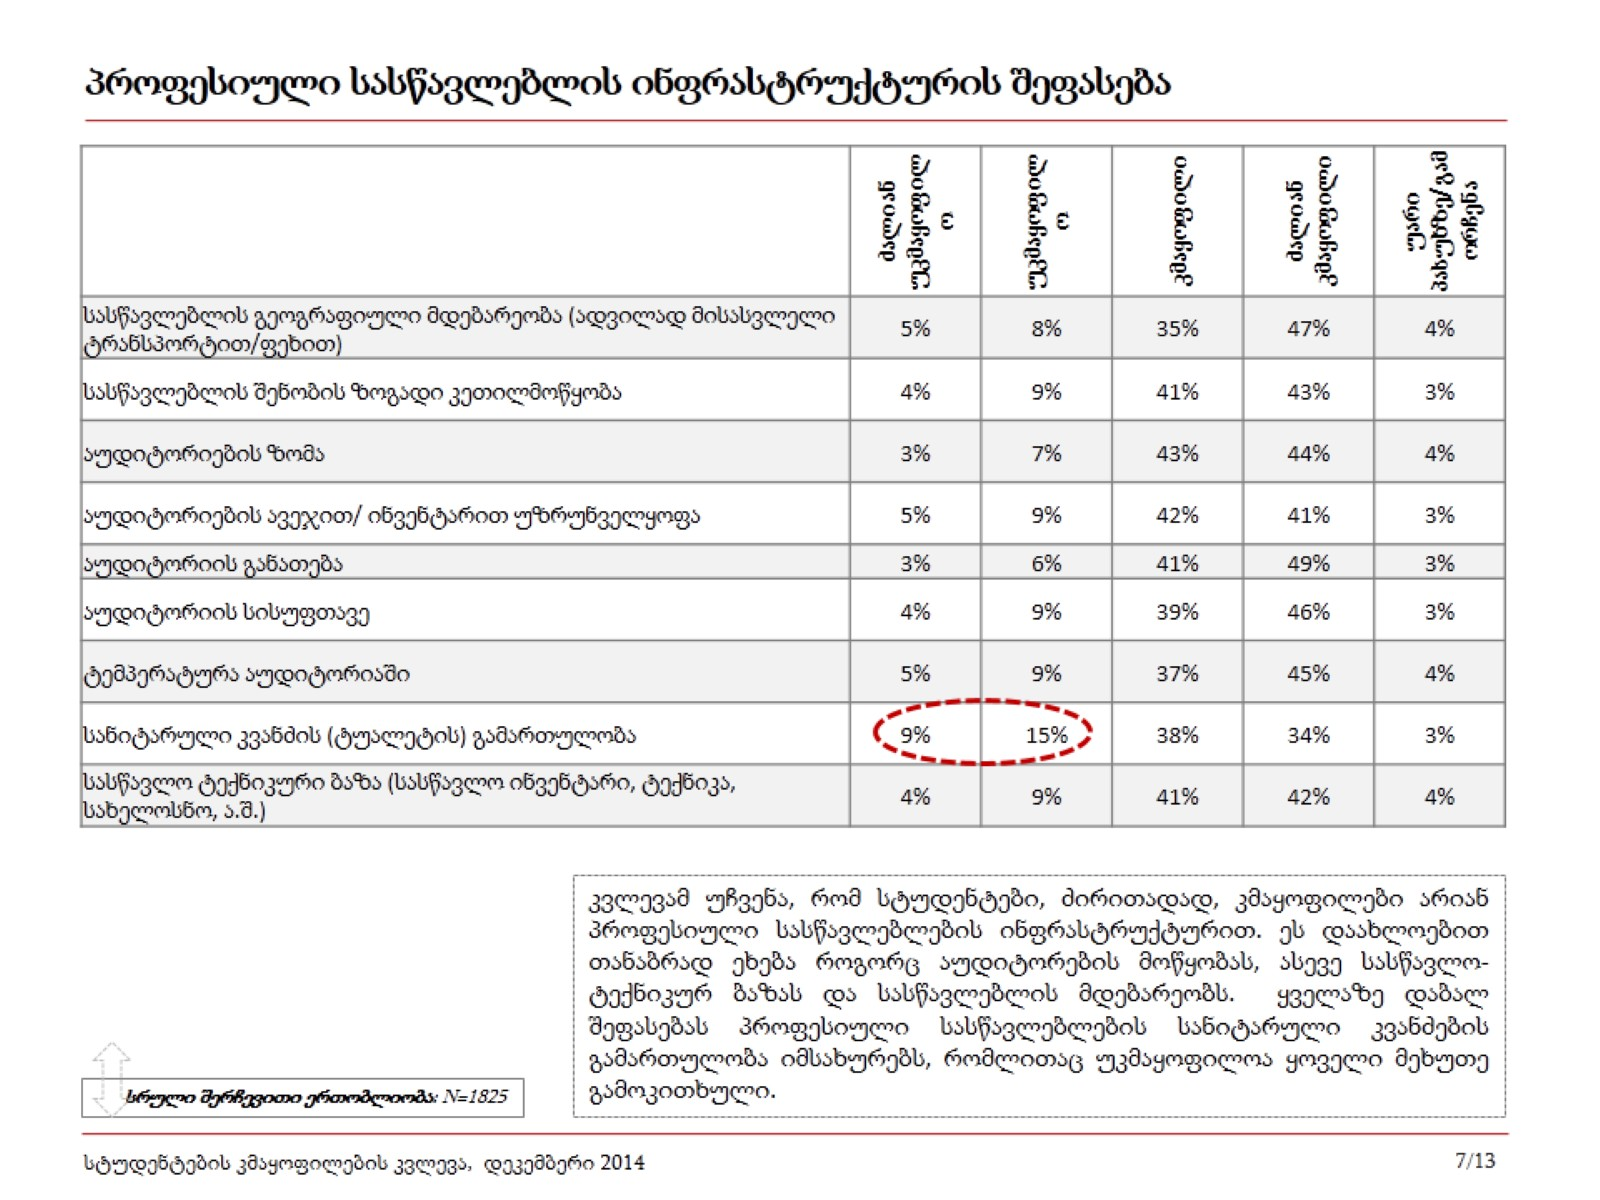 პროფესიული სასწავლებლის ინფრასტრუქტურის შეფასება
ძალიან უკმაყოფილო	უკმაყოფილო	კმაყოფილი	ძალიან კმაყოფილი	უარი პასუხზე/გამორჩენა
სასწავლებლის გეოგრაფიული მდებარეობა (ადვილად მისასვლელი
ტრანსპორტით/ფეხით)	5%	8%	35%	47%	4%
სასწავლებლის შენობის ზოგადი კეთილმოწყობა	4%	9%	41%	43%	3%
აუდიტორიების ზომა	3%	7%	43%	44%	4%
აუდიტორიების ავეჯით/ ინვენტარით უზრუნველყოფა	5%	9%	42%	41%	3%
აუდიტორიის განათება	3%	6%	41%	49%	3%
აუდიტორიის სისუფთავე	4%	9%	39%	46%	3%
ტემპერატურა აუდიტორიაში	5%	9%	37%	45%	4%
სანიტარული კვანძის (ტუალეტის) გამართულობა	9%	15%	38%	34%	3%
სასწავლო ტექნიკური ბაზა (სასწავლო ინვენტარი, ტექნიკა,
სახელოსნო, ა.შ.)	4%	9%	41%	42%	4%
კვლევამ უჩვენა, რომ სტუდენტები, ძირითადად, კმაყოფილები არიან
პროფესიული სასწავლებლების ინფრასტრუქტურით. ეს დაახლოებით
თანაბრად ეხება როგორც აუდიტორების მოწყობას, ასევე სასწავლო-
ტექნიკურ ბაზას და სასწავლებლის მდებარეობს. ყველაზე დაბალ
შეფასებას პროფესიული სასწავლებლების სანიტარული კვანძების
გამართულობა იმსახურებს, რომლითაც უკმაყოფილოა ყოველი მეხუთე
გამოკითხული.
სრული შერჩევითი ერთობლიობა: N=1825
სტუდენტების კმაყოფილების კვლევა, დეკემბერი 2014
7/13